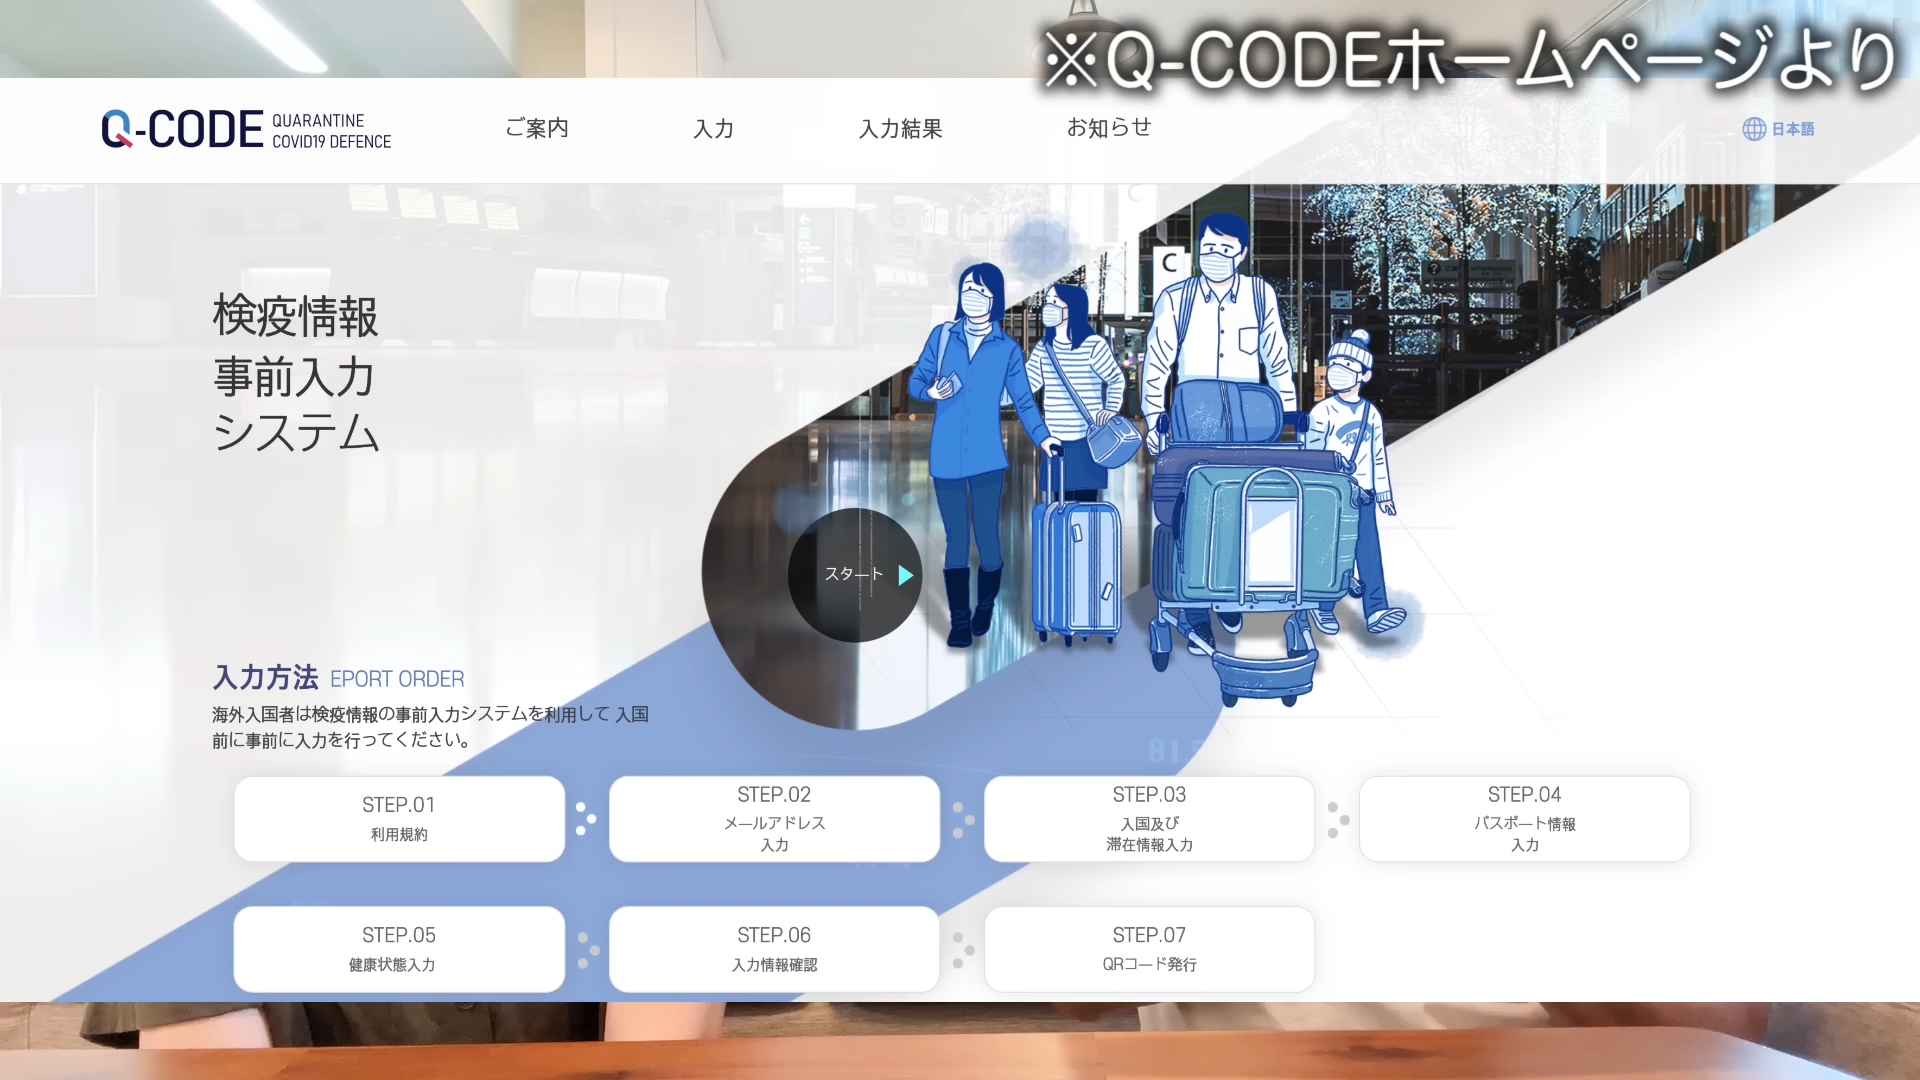 ※Q-CODEホームページより
Q-CODE QUARANTINE
COVID19 DEFENCE
ご案内
入力
入力結果
お知らせ
日本語
C
検疫情報
事前入力
システム
スタート
入力方法 EPORT ORDER
海外入国者は検疫情報の事前入力システムを利用して 入国
前に事前に入力を行ってください。
STEP.01
利用規約
STEP.02
メールアドレス
入力
STEP.03
入国及び
滞在情報入力
STEP.04
パスポート情報
入力
STEP.05
健康状態入力
STEP.06
入力情報確認
STEP.07
QRコード発行